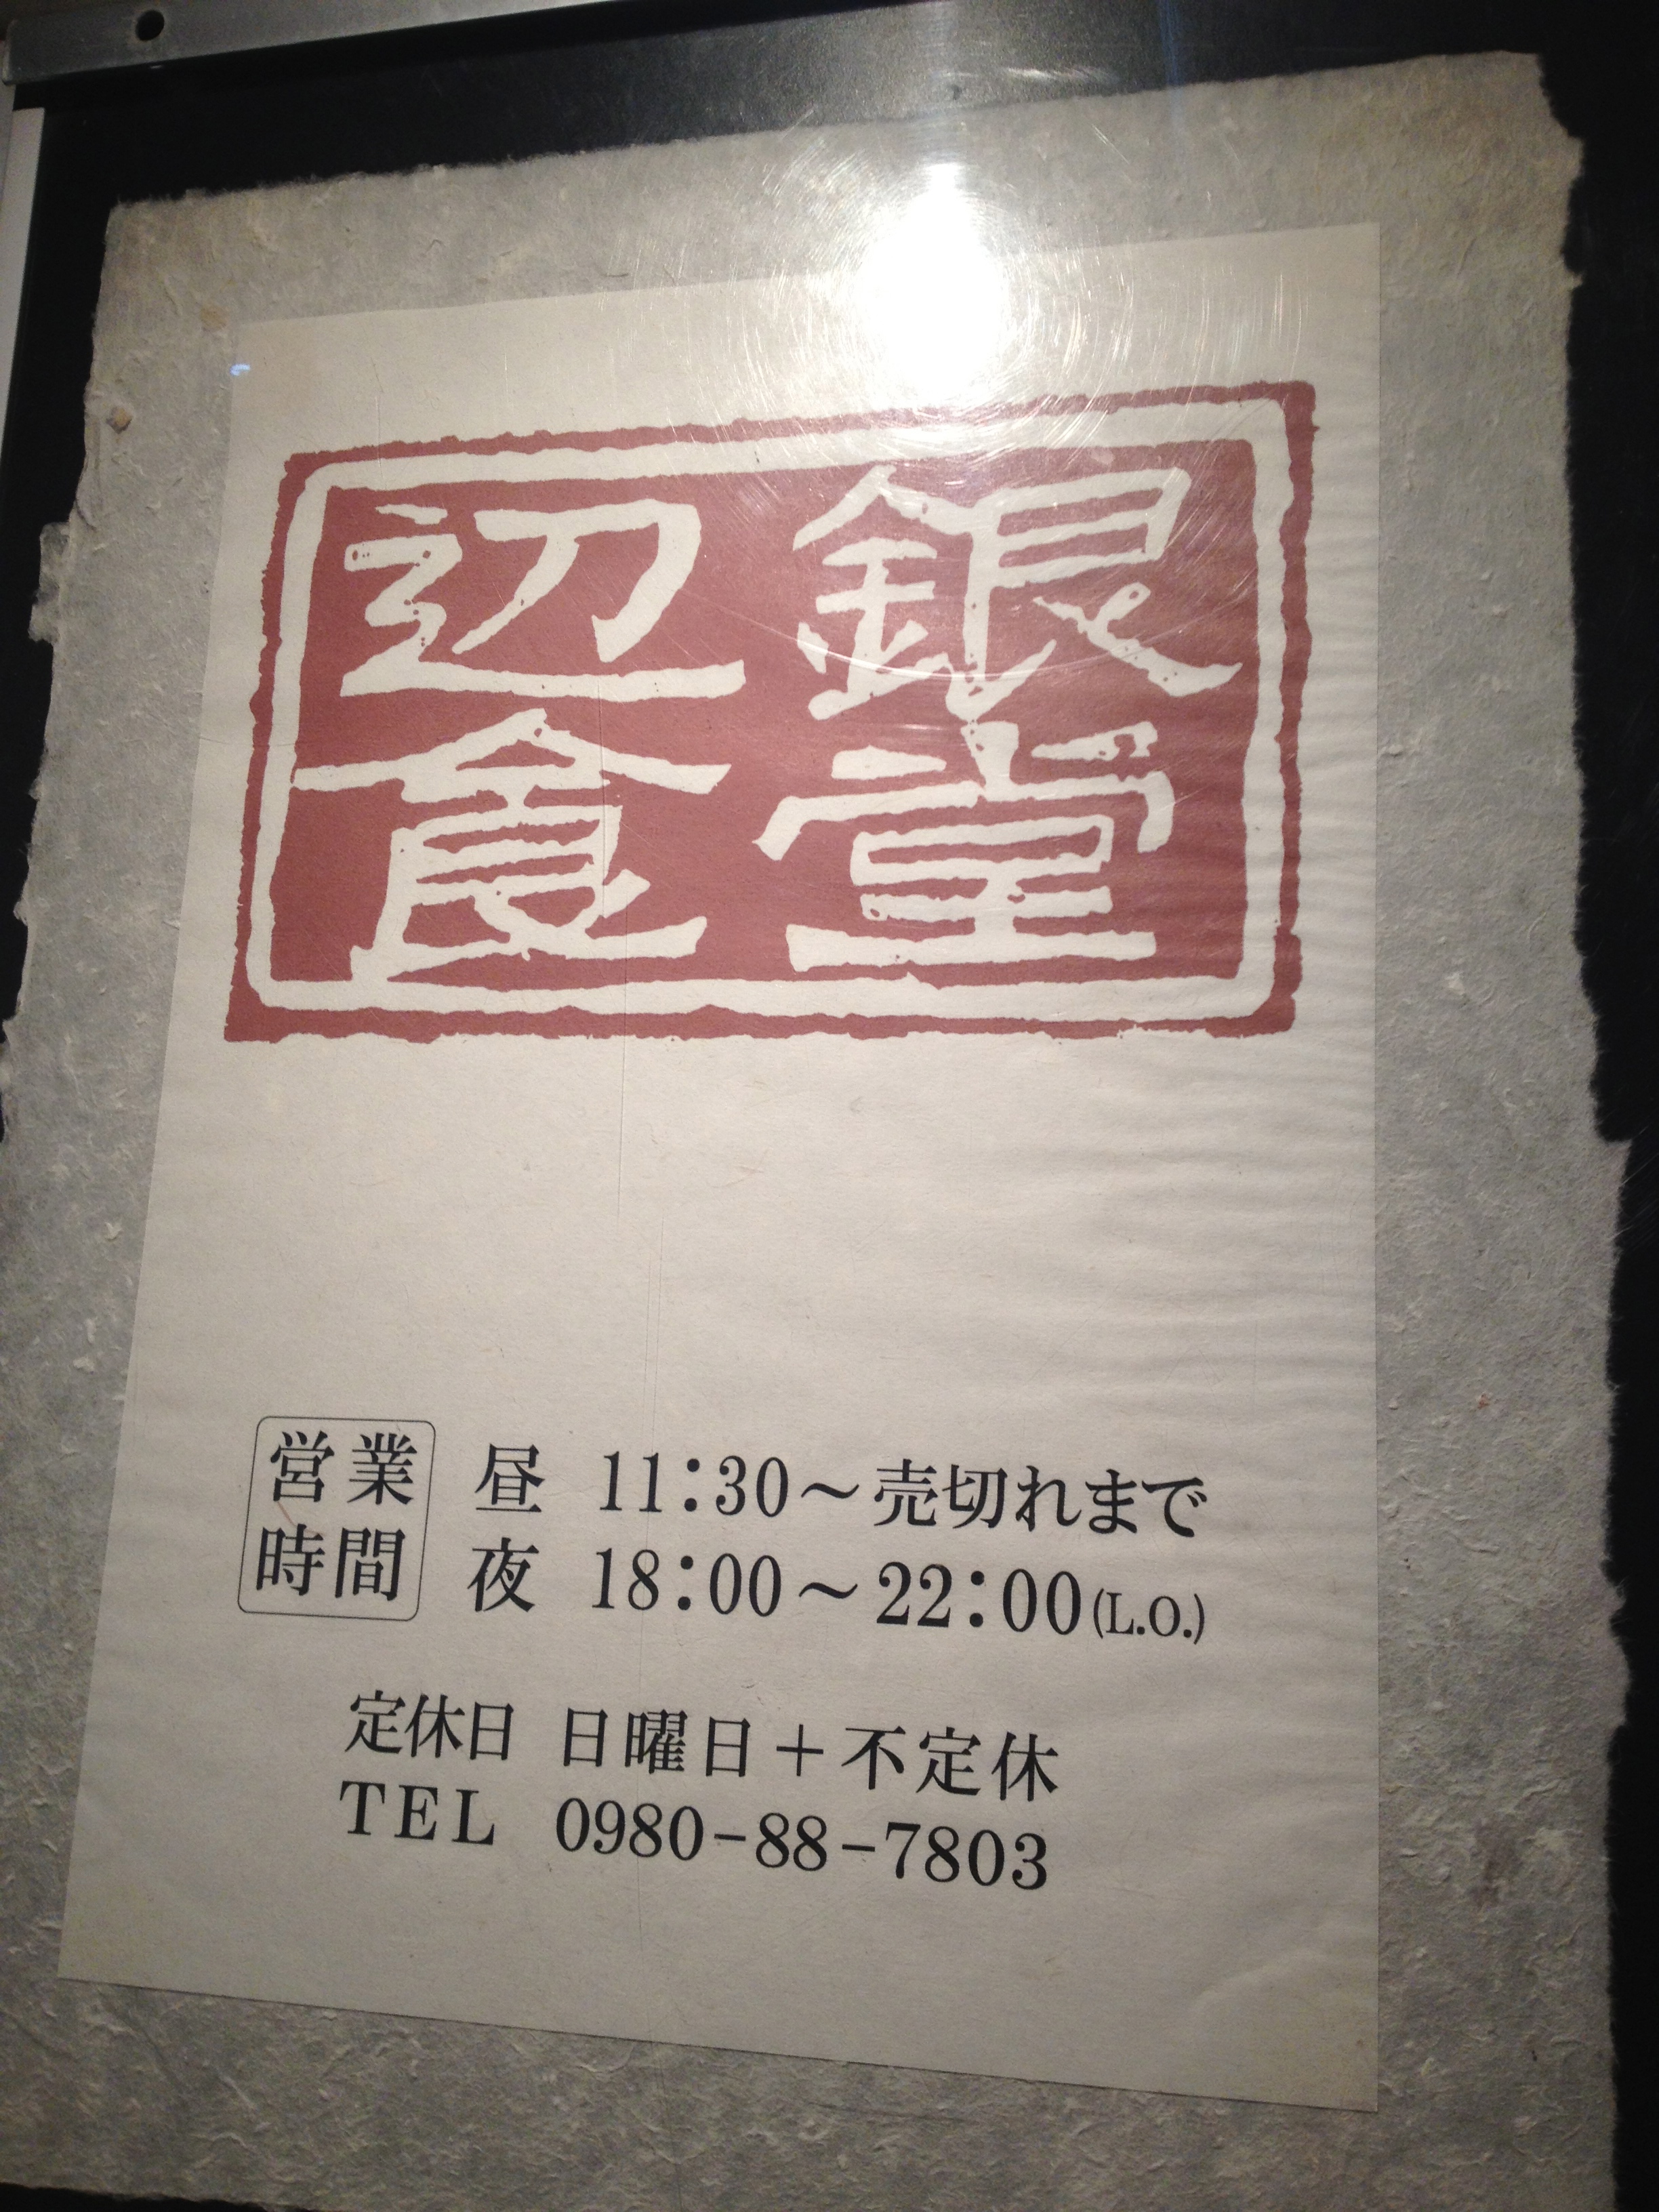 辺銀
食堂
営業
時間
昼 11:30〜売切れまで
夜 18:00〜22:00(L.O.)
定休日 日曜日＋不定休
TEL 0980-88-7803